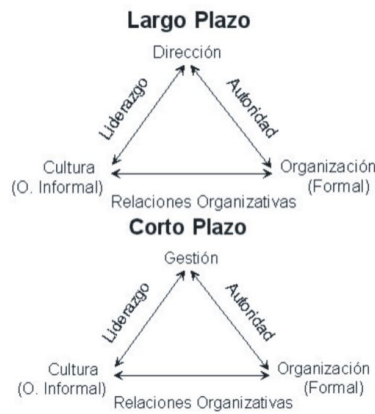 Largo Plazo
Dirección
Liderazgo
Autoridad
Cultura
(O. Informal)
Organización
(Formal)
Relaciones Organizativas
Corto Plazo
Gestión
Liderazgo
Autoridad
Cultura
(O. Informal)
Organización
(Formal)
Relaciones Organizativas